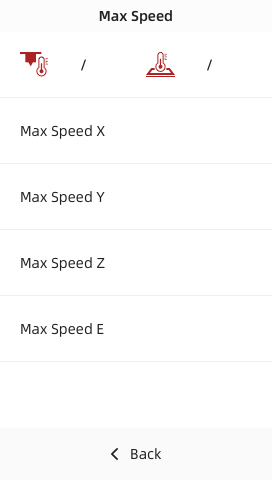 Max Speed
/ /
Max Speed X
Max Speed Y
Max Speed Z
Max Speed E
Back